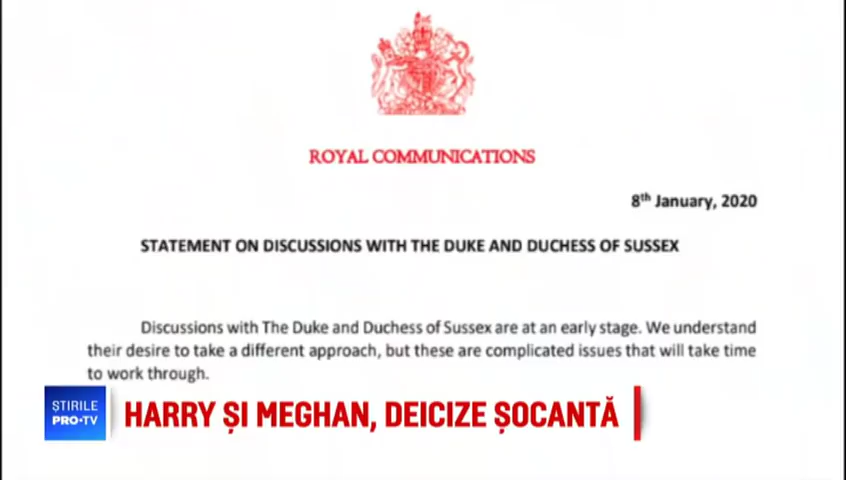 ROYAL COMMUNICATIONS
8th January, 2020
STATEMENT ON DISCUSSIONS WITH THE DUKE AND DUCHESS OF SUSSEX
Discussions with The Duke and Duchess of Sussex are at an early stage. We understand
their desire to take a different approach, but these are complicated issues that will take time
to work through.
ȘTIRILE
PRO•TV
HARRY ȘI MEGHAN, DEICIZE ȘOCANTĂ